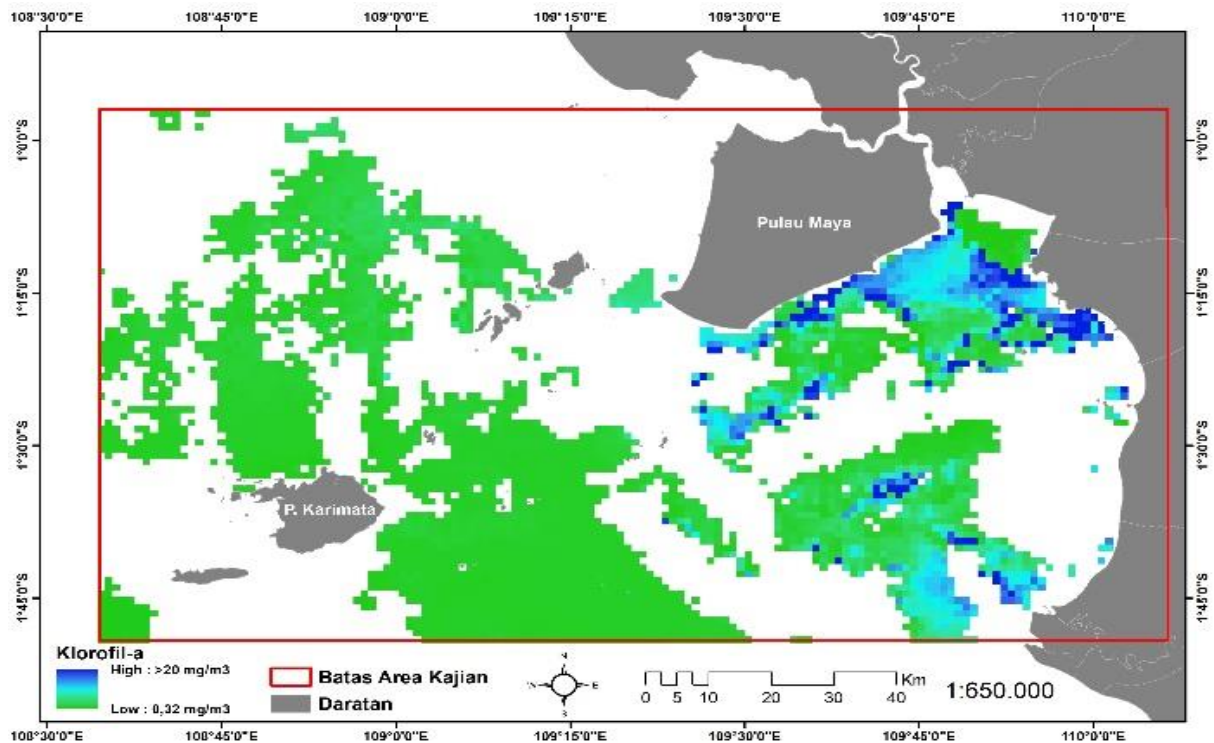 108°30'0"E 108°45'0"E 109°0'0"E 109°15'0"E 109°30'0"E 109°45'0"E 110°0'0"E
1°0'0"S 1°0'0"S
Pulau Maya
1°15'0"S 1°15'0"S
1°30'0"S 1°30'0"S
P. Karimata
1°45'0"S 1°45'0"S
Klorofil-a
High : >20 mg/m3
Low : 0,32 mg/m3
Batas Area Kajian
Daratan
N
W E
S
Km
0 5 10 20 30 40
1:650.000
108°30'0"E 108°45'0"E 109°0'0"E 109°15'0"E 109°30'0"E 109°45'0"E 110°0'0"E